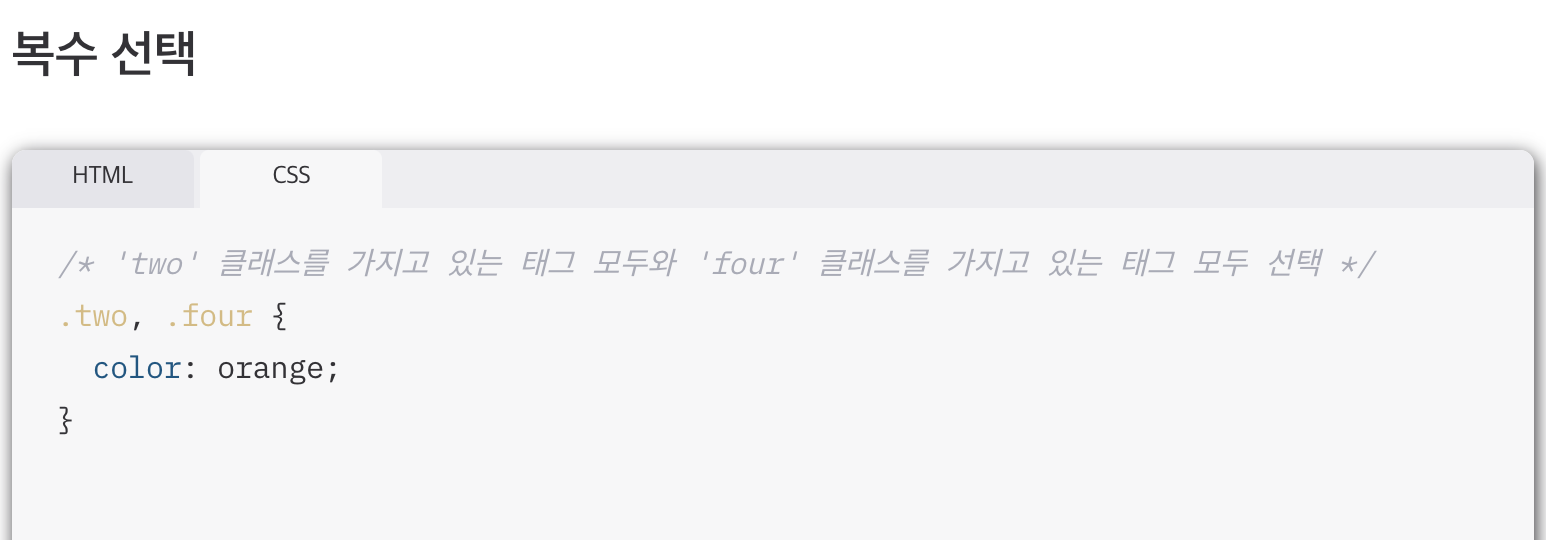 복수 선택
HTML CSS
/* 'two' 클래스를 가지고 있는 태그 모두와 'four' 클래스를 가지고 있는 태그 모두 선택 */
.two, .four {
  color: orange;
}